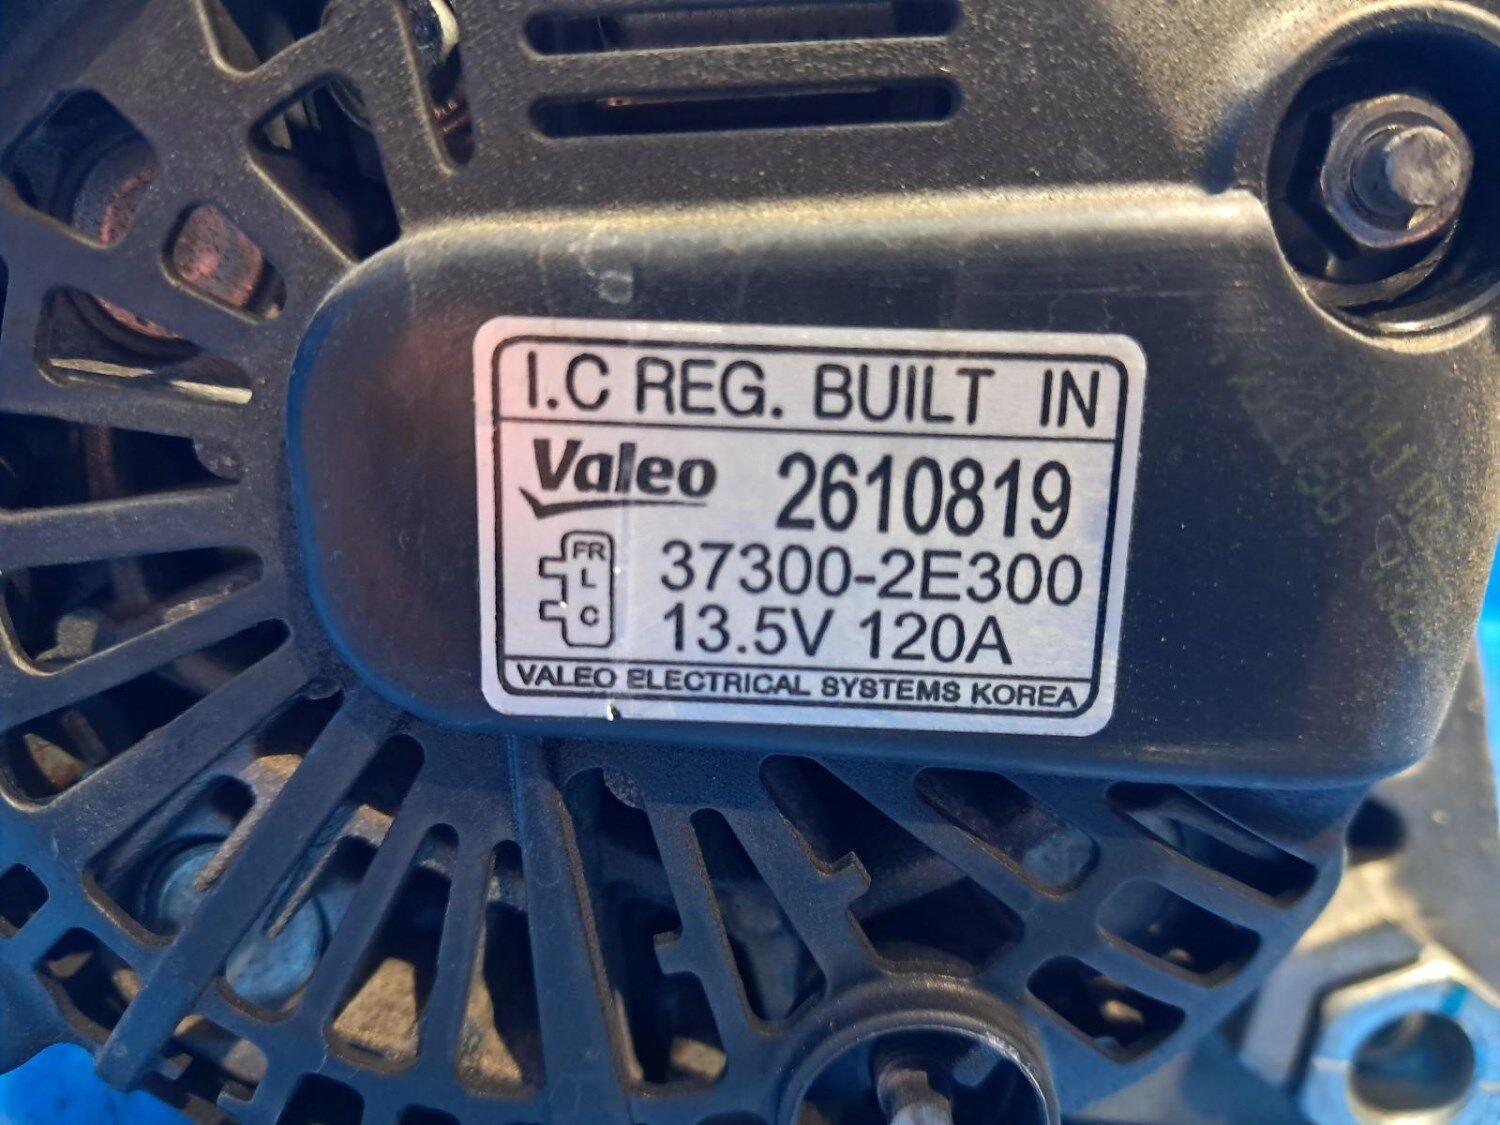 I.C REG. BUILT IN
Valeo 2610819
FR
L
C
37300-2E300
13.5V 120A
VALEO ELECTRICAL SYSTEMS KOREA